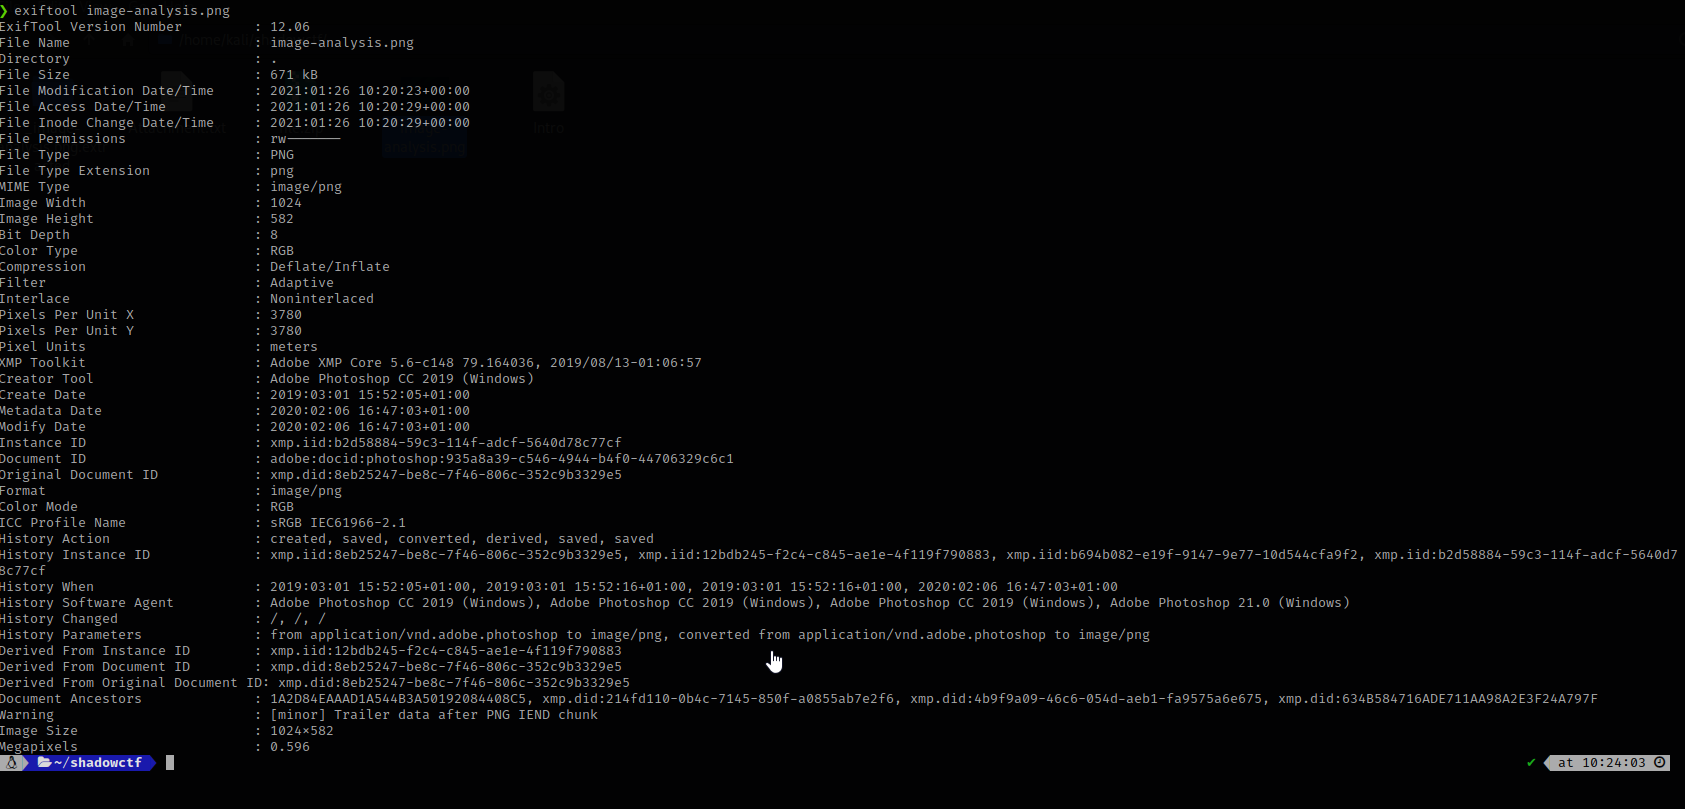 ❯ exiftool image-analysis.png
ExifTool Version Number         : 12.06
File Name                       : image-analysis.png
Directory                       : .
File Size                       : 671 kB
File Modification Date/Time     : 2021:01:26 10:20:23+00:00
File Access Date/Time           : 2021:01:26 10:20:29+00:00
File Inode Change Date/Time     : 2021:01:26 10:20:29+00:00
File Permissions                : rw-------
File Type                       : PNG
File Type Extension             : png
MIME Type                       : image/png
Image Width                     : 1024
Image Height                    : 582
Bit Depth                       : 8
Color Type                      : RGB
Compression                     : Deflate/Inflate
Filter                          : Adaptive
Interlace                       : Noninterlaced
Pixels Per Unit X               : 3780
Pixels Per Unit Y               : 3780
Pixel Units                     : meters
XMP Toolkit                     : Adobe XMP Core 5.6-c148 79.164036, 2019/08/13-01:06:57
Creator Tool                    : Adobe Photoshop CC 2019 (Windows)
Create Date                     : 2019:03:01 15:52:05+01:00
Metadata Date                   : 2020:02:06 16:47:03+01:00
Modify Date                     : 2020:02:06 16:47:03+01:00
Instance ID                     : xmp.iid:b2d58884-59c3-114f-adcf-5640d78c77cf
Document ID                     : adobe:docid:photoshop:935a8a39-c546-4944-b4f0-44706329c6c1
Original Document ID            : xmp.did:8eb25247-be8c-7f46-806c-352c9b3329e5
Format                          : image/png
Color Mode                      : RGB
ICC Profile Name                : sRGB IEC61966-2.1
History Action                  : created, saved, converted, derived, saved, saved
History Instance ID             : xmp.iid:8eb25247-be8c-7f46-806c-352c9b3329e5, xmp.iid:12bdb245-f2c4-c845-ae1e-4f119f790883, xmp.iid:b694b082-e19f-9147-9e77-10d544cfa9f2, xmp.iid:b2d58884-59c3-114f-adcf-5640d7
8c77cf
History When                    : 2019:03:01 15:52:05+01:00, 2019:03:01 15:52:16+01:00, 2019:03:01 15:52:16+01:00, 2020:02:06 16:47:03+01:00
History Software Agent          : Adobe Photoshop CC 2019 (Windows), Adobe Photoshop CC 2019 (Windows), Adobe Photoshop CC 2019 (Windows), Adobe Photoshop 21.0 (Windows)
History Changed                 : /, /, /
History Parameters              : from application/vnd.adobe.photoshop to image/png, converted from application/vnd.adobe.photoshop to image/png
Derived From Instance ID        : xmp.iid:12bdb245-f2c4-c845-ae1e-4f119f790883
Derived From Document ID        : xmp.did:8eb25247-be8c-7f46-806c-352c9b3329e5
Derived From Original Document ID: xmp.did:8eb25247-be8c-7f46-806c-352c9b3329e5
Document Ancestors              : 1A2D84EAAAD1A544B3A50192084408C5, xmp.did:214fd110-0b4c-7145-850f-a0855ab7e2f6, xmp.did:4b9f9a09-46c6-054d-aeb1-fa9575a6e675, xmp.did:634B584716ADE711AA98A2E3F24A797F
Warning                         : [minor] Trailer data after PNG IEND chunk
Image Size                      : 1024×582
Megapixels                      : 0.596
~/shadowctf ✔ at 10:24:03